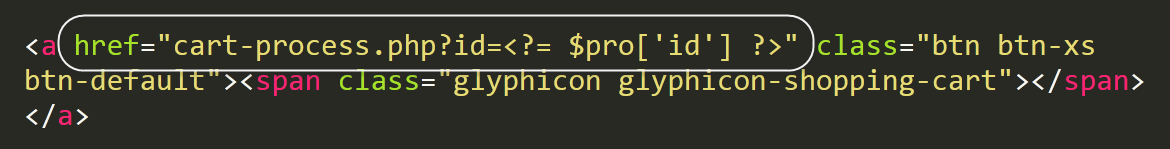 <a href="cart-process.php?id=<?= $pro['id'] ?>" class="btn btn-xs
btn-default"><span class="glyphicon glyphicon-shopping-cart"></span>
</a>